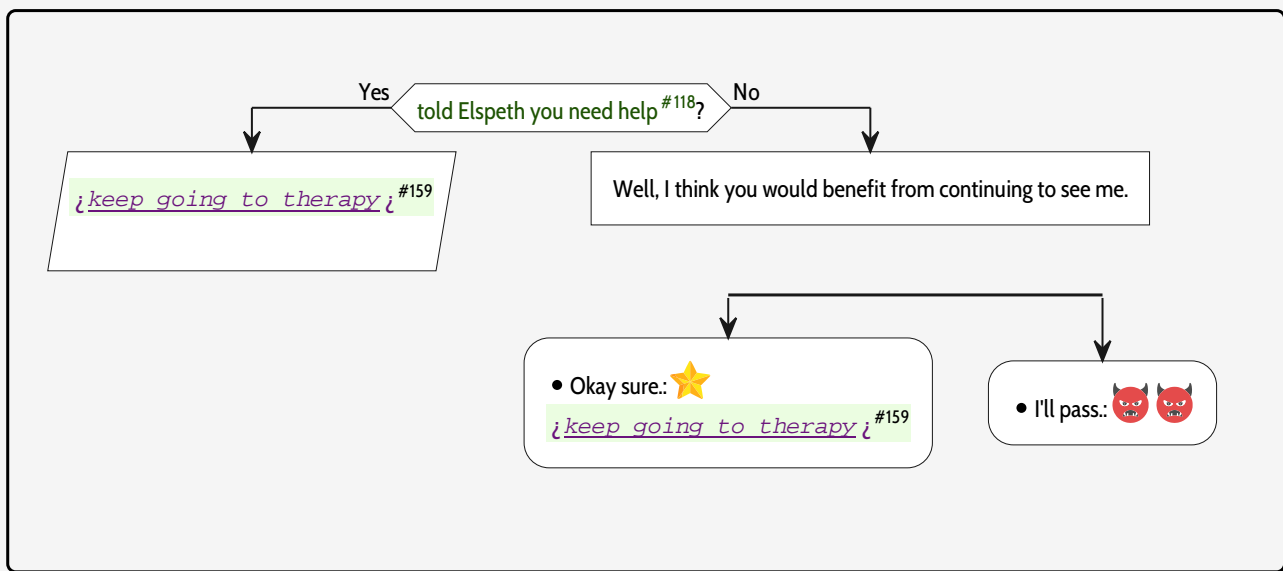 Yes
told Elspeth you need help #118?
No
¿keep going to therapy¿#159
Well, I think you would benefit from continuing to see me.
• Okay sure.:
¿keep going to therapy¿#159
• I'll pass.: